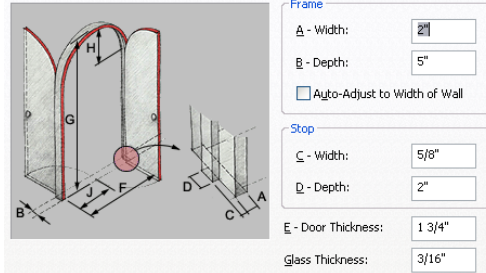 Frame
A - Width: 2"
B - Depth: 5"
Auto-Adjust to Width of Wall
Stop
C - Width: 5/8"
D - Depth: 2"
E - Door Thickness: 1 3/4"
Glass Thickness: 3/16"
H
G
J
F
B
D
A
C